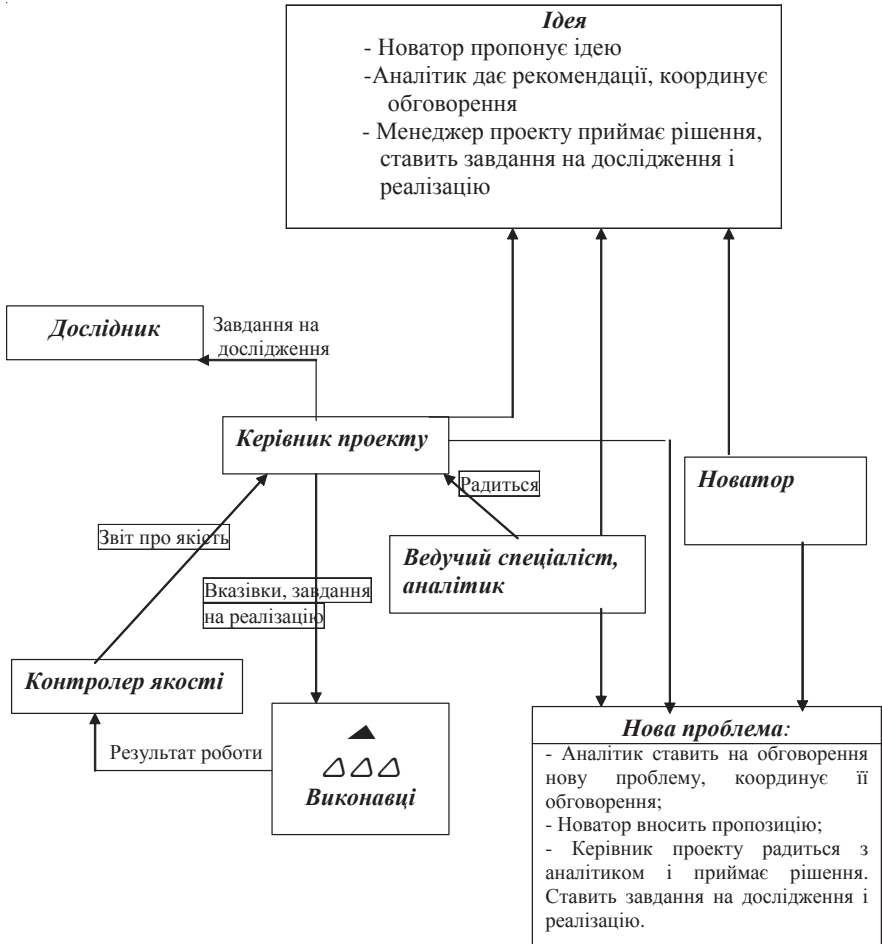 Ідея
- Новатор пропонує ідею
-Аналітик дає рекомендації, координує
обговорення
- Менеджер проекту приймає рішення,
ставить завдання на дослідження і
реалізацію
Дослідник
Завдання на
дослідження
Керівник проекту
Новатор
Радиться
Звіт про якість
Ведучий спеціаліст,
аналітик
Вказівки, завдання
на реалізацію
Контролер якості
Результат роботи
Виконавці
Нова проблема:
- Аналітик ставить на обговорення
нову проблему, координує її
обговорення;
- Новатор вносить пропозицію;
- Керівник проекту радиться з
аналітиком і приймає рішення.
Ставить завдання на дослідження і
реалізацію.